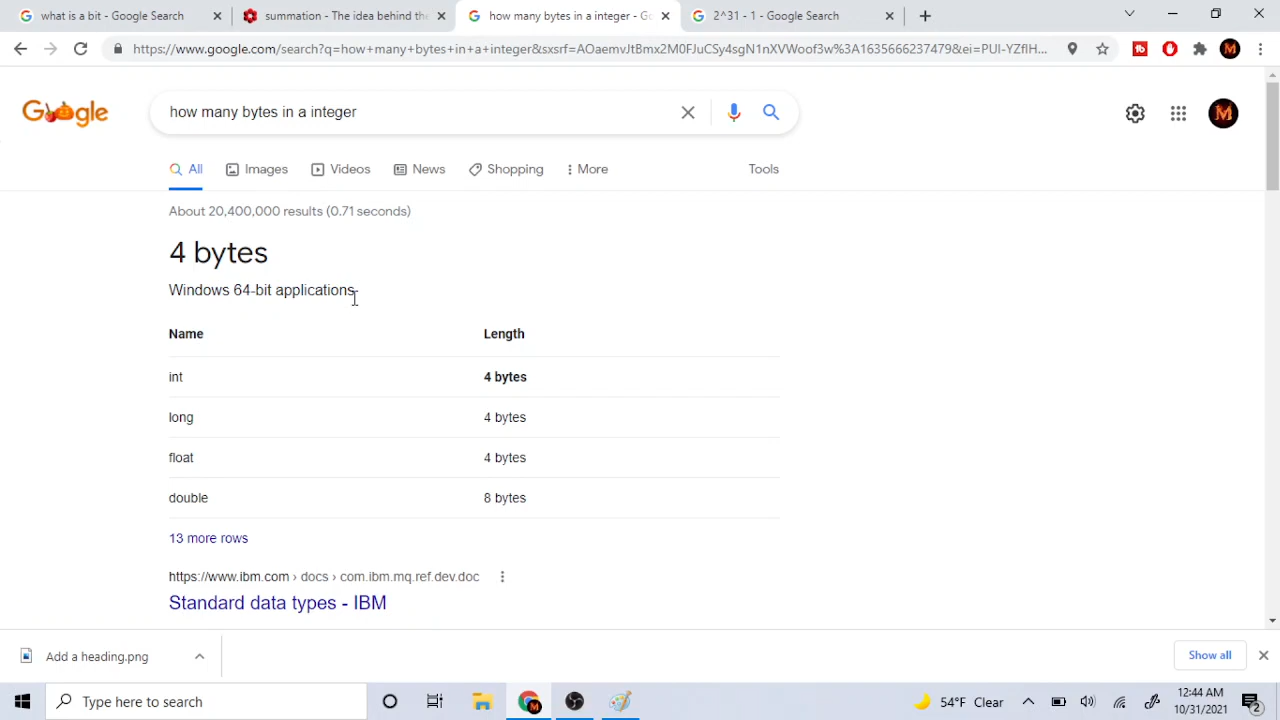 what is a bit - Google Search
summation - The idea behind the
how many bytes in a integer - Go
2^31 - 1 - Google Search
https://www.google.com/search?q=how+many+bytes+in+a+integer&sxsrf=AOaemvJtBmx2M0FJuCSy4sgN1nXVWoof3w%3A1635666237479&ei=PUl-YZflH...
Google
how many bytes in a integer
All
Images
Videos
News
Shopping
More
Tools
About 20,400,000 results (0.71 seconds)
4 bytes
Windows 64-bit applications
Name Length
int 4 bytes
long 4 bytes
float 4 bytes
double 8 bytes
13 more rows
https://www.ibm.com › docs › com.ibm.mq.ref.dev.doc
Standard data types - IBM
Add a heading.png
Show all
Type here to search
54°F Clear
12:44 AM
10/31/2021
2